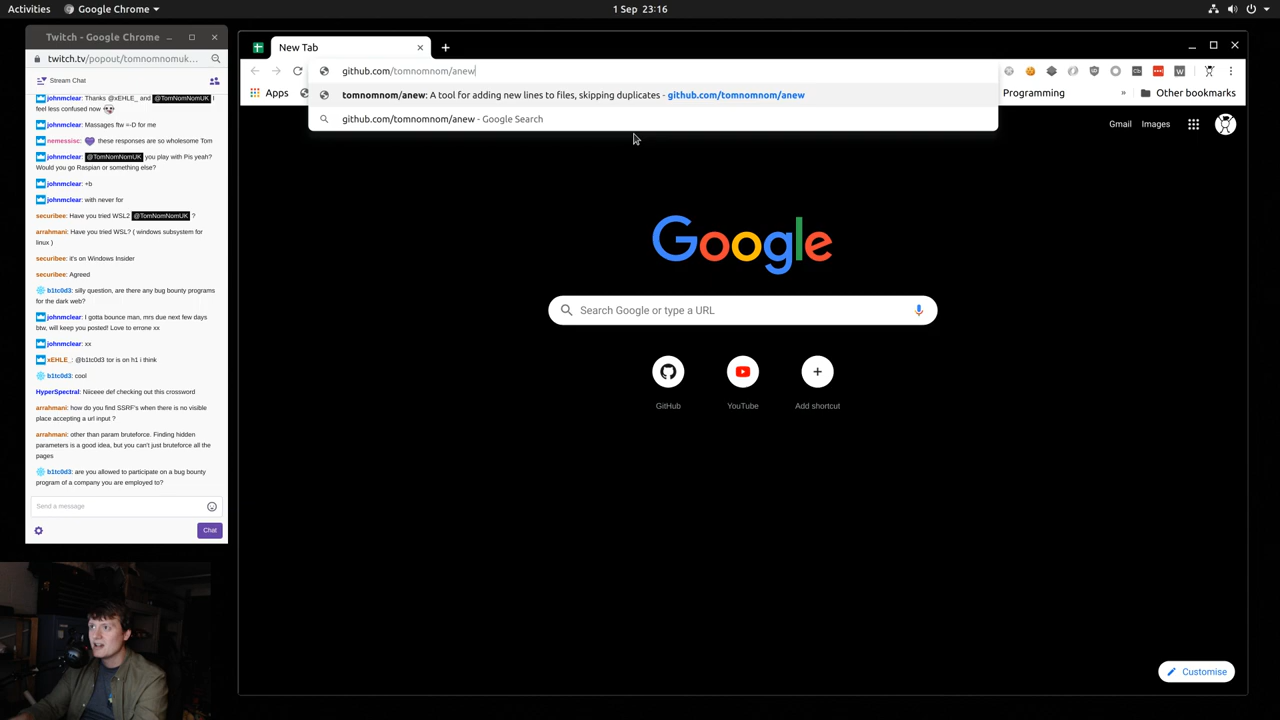 Activities
Google Chrome
1 Sep 23:16
Twitch - Google Chrome
twitch.tv/popout/tomnomnomuk...
Stream Chat
johnmclear: Thanks @xEHLE_ and @TomNomNomUK I
feel less confused now
johnmclear: Massages ftw =-D for me
nemessisc: these responses are so wholesome Tom
johnmclear: @TomNomNomUK you play with Pis yeah?
Would you go Raspian or something else?
johnmclear: +b
johnmclear: with never for
securibee: Have you tried WSL2 @TomNomNomUK ?
arrahmani: Have you tried WSL? ( windows subsystem for
linux )
securibee: it's on Windows Insider
securibee: Agreed
b1tc0d3: silly question, are there any bug bounty programs
for the dark web?
johnmclear: I gotta bounce man, mrs due next few days
btw, will keep you posted! Love to errone xx
johnmclear: xx
xEHLE_: @b1tc0d3 tor is on h1 i think
b1tc0d3: cool
HyperSpectral: Niiceee def checking out this crossword
arrahmani: how do you find SSRF's when there is no visible
place accepting a url input ?
arrahmani: other than param bruteforce. Finding hidden
parameters is a good idea, but you can't just bruteforce all the
pages
b1tc0d3: are you allowed to participate on a bug bounty
program of a company you are employed to?
Send a message
Chat
New Tab
github.com/tomnomnom/anew
Apps
Programming
»
Other bookmarks
tomnomnom/anew: A tool for adding new lines to files, skipping duplicates - github.com/tomnomnom/anew
github.com/tomnomnom/anew - Google Search
Gmail
Images
Google
Search Google or type a URL
GitHub
YouTube
Add shortcut
Customise